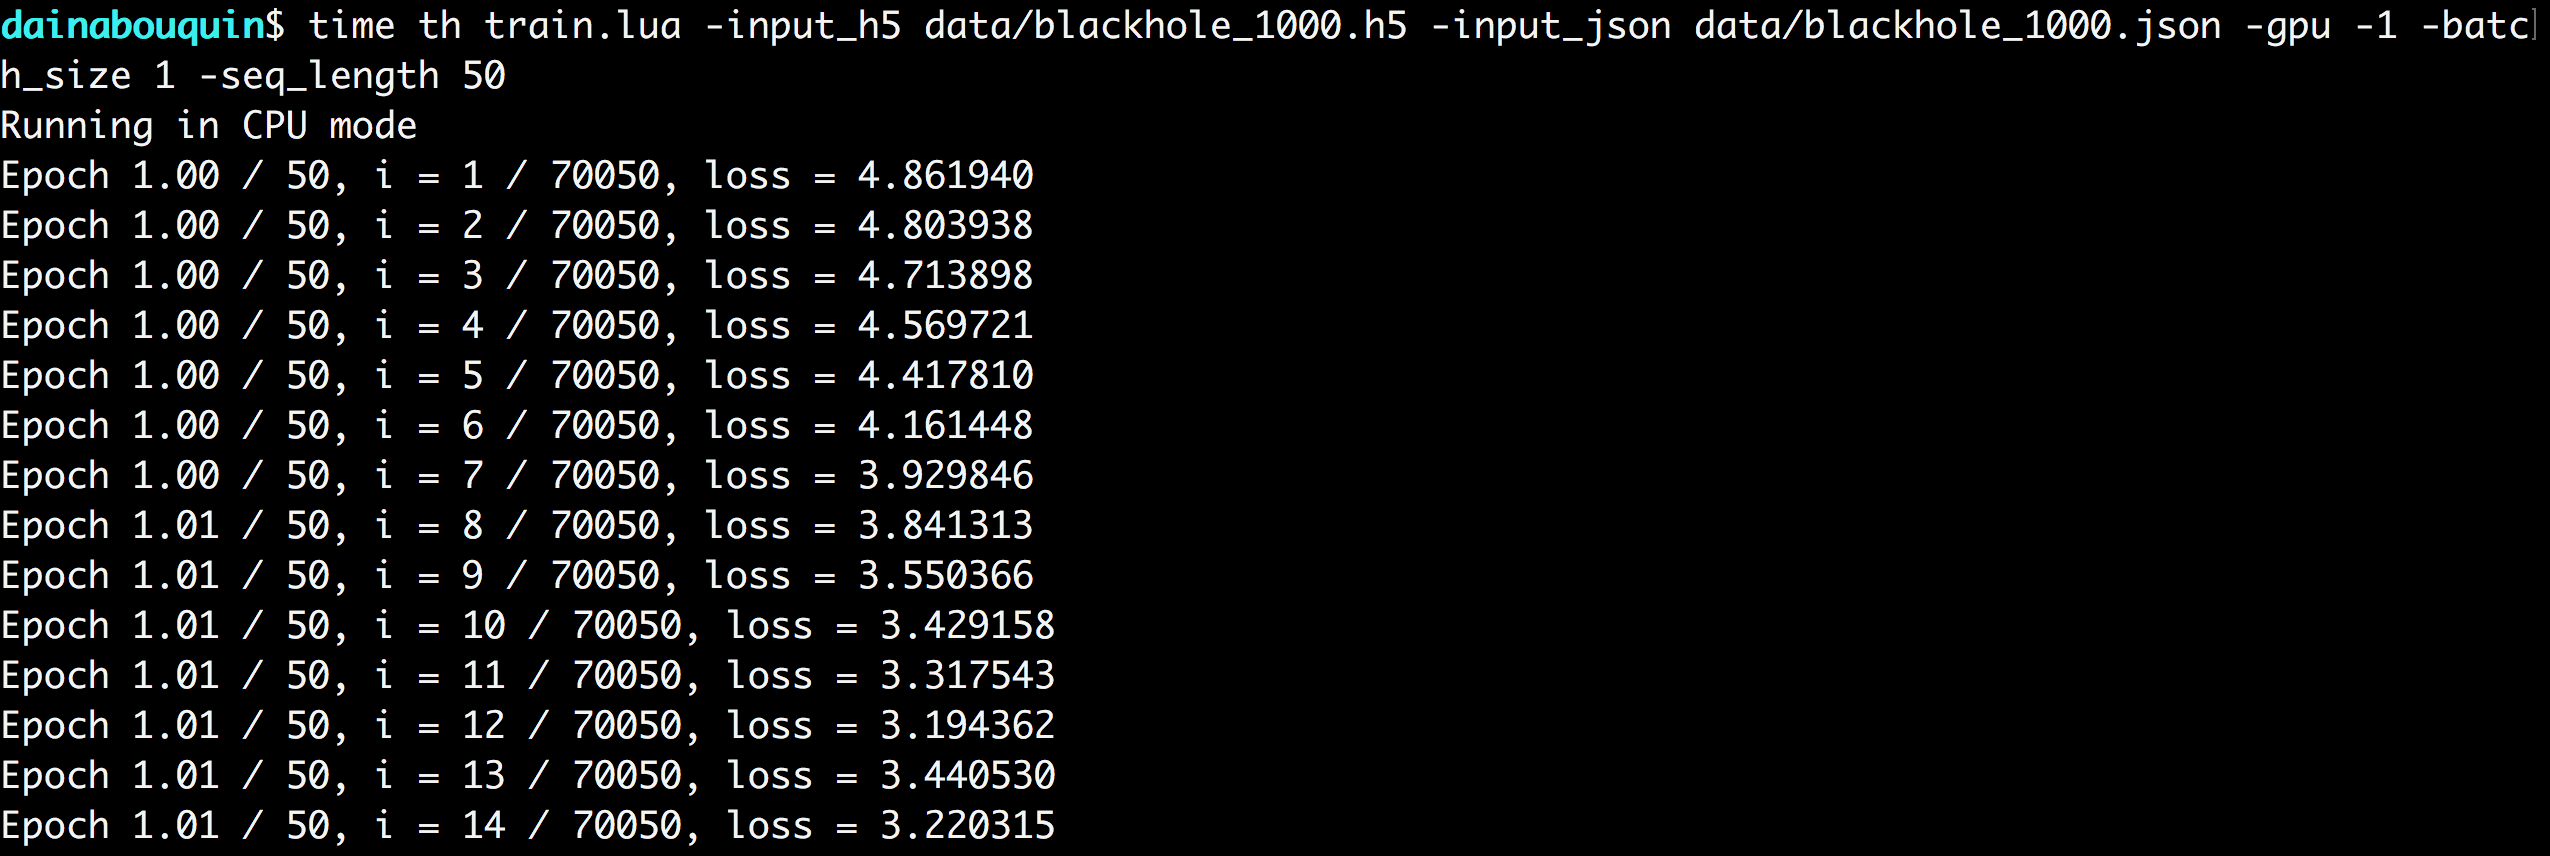 dainabouquin$ time th train.lua -input_h5 data/blackhole_1000.h5 -input_json data/blackhole_1000.json -gpu -1 -batc
h_size 1 -seq_length 50
Running in CPU mode
Epoch 1.00 / 50, i = 1 / 70050, loss = 4.861940
Epoch 1.00 / 50, i = 2 / 70050, loss = 4.803938
Epoch 1.00 / 50, i = 3 / 70050, loss = 4.713898
Epoch 1.00 / 50, i = 4 / 70050, loss = 4.569721
Epoch 1.00 / 50, i = 5 / 70050, loss = 4.417810
Epoch 1.00 / 50, i = 6 / 70050, loss = 4.161448
Epoch 1.00 / 50, i = 7 / 70050, loss = 3.929846
Epoch 1.01 / 50, i = 8 / 70050, loss = 3.841313
Epoch 1.01 / 50, i = 9 / 70050, loss = 3.550366
Epoch 1.01 / 50, i = 10 / 70050, loss = 3.429158
Epoch 1.01 / 50, i = 11 / 70050, loss = 3.317543
Epoch 1.01 / 50, i = 12 / 70050, loss = 3.194362
Epoch 1.01 / 50, i = 13 / 70050, loss = 3.440530
Epoch 1.01 / 50, i = 14 / 70050, loss = 3.220315